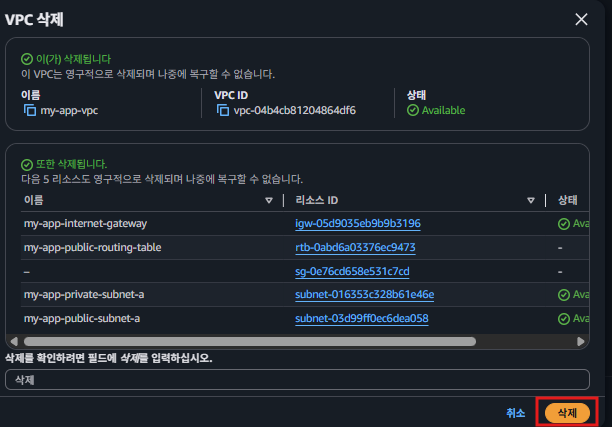 VPC 삭제
이(가) 삭제됩니다
이 VPC는 영구적으로 삭제되며 나중에 복구할 수 없습니다.
이름 VPC ID 상태
my-app-vpc vpc-04b4cb81204864df6 Available
또한 삭제됩니다.
다음 5 리소스도 영구적으로 삭제되며 나중에 복구할 수 없습니다.
이름 리소스 ID 상태
my-app-internet-gateway igw-05d9035eb9b9b3196 Ava
my-app-public-routing-table rtb-0abd6a03376ec9473 -
– sg-0e76cd658e531c7cd -
my-app-private-subnet-a subnet-016353c328b61e46e Ava
my-app-public-subnet-a subnet-03d99ff0ec6dea058 Ava
삭제를 확인하려면 필드에 삭제를 입력하십시오.
삭제
취소 삭제